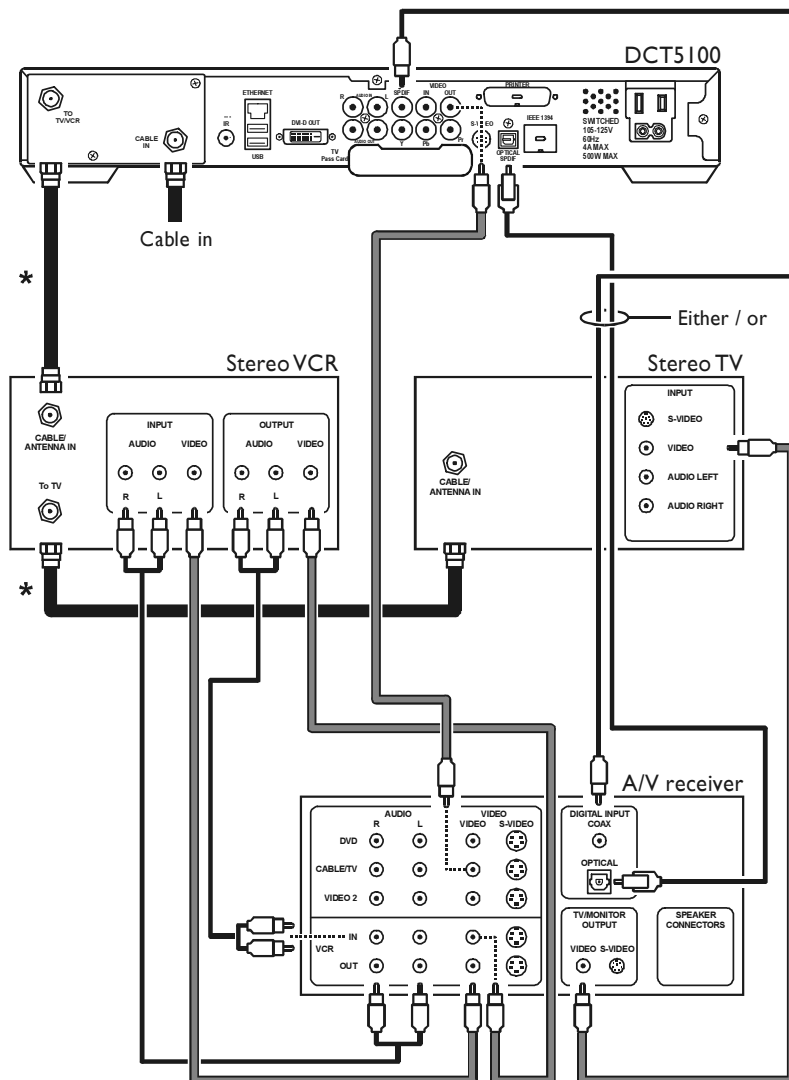 DCT5100
TO
TV/VCR
CABLE
IN
IR
ETHERNET
USB
DVI-D OUT
TV
Pass Card
R
AUDIO IN
L
SPDIF
VIDEO
IN
OUT
AUDIO OUT
Y
Pb
Pr
PRINTER
OPTICAL
SPDIF
IEEE 1394
SWITCHED
105-125V
60Hz
4A MAX
500W MAX
Cable in
*
Either / or
Stereo VCR
CABLE/
ANTENNA IN
To TV
INPUT
AUDIO VIDEO
R L
OUTPUT
AUDIO VIDEO
R L
Stereo TV
CABLE/
ANTENNA IN
INPUT
S-VIDEO
VIDEO
AUDIO LEFT
AUDIO RIGHT
*
A/V receiver
AUDIO
R L
VIDEO
VIDEO S-VIDEO
DVD
CABLE/TV
VIDEO 2
IN
VCR
OUT
DIGITAL INPUT
COAX
OPTICAL
TV/MONITOR
OUTPUT
VIDEO S-VIDEO
SPEAKER
CONNECTORS